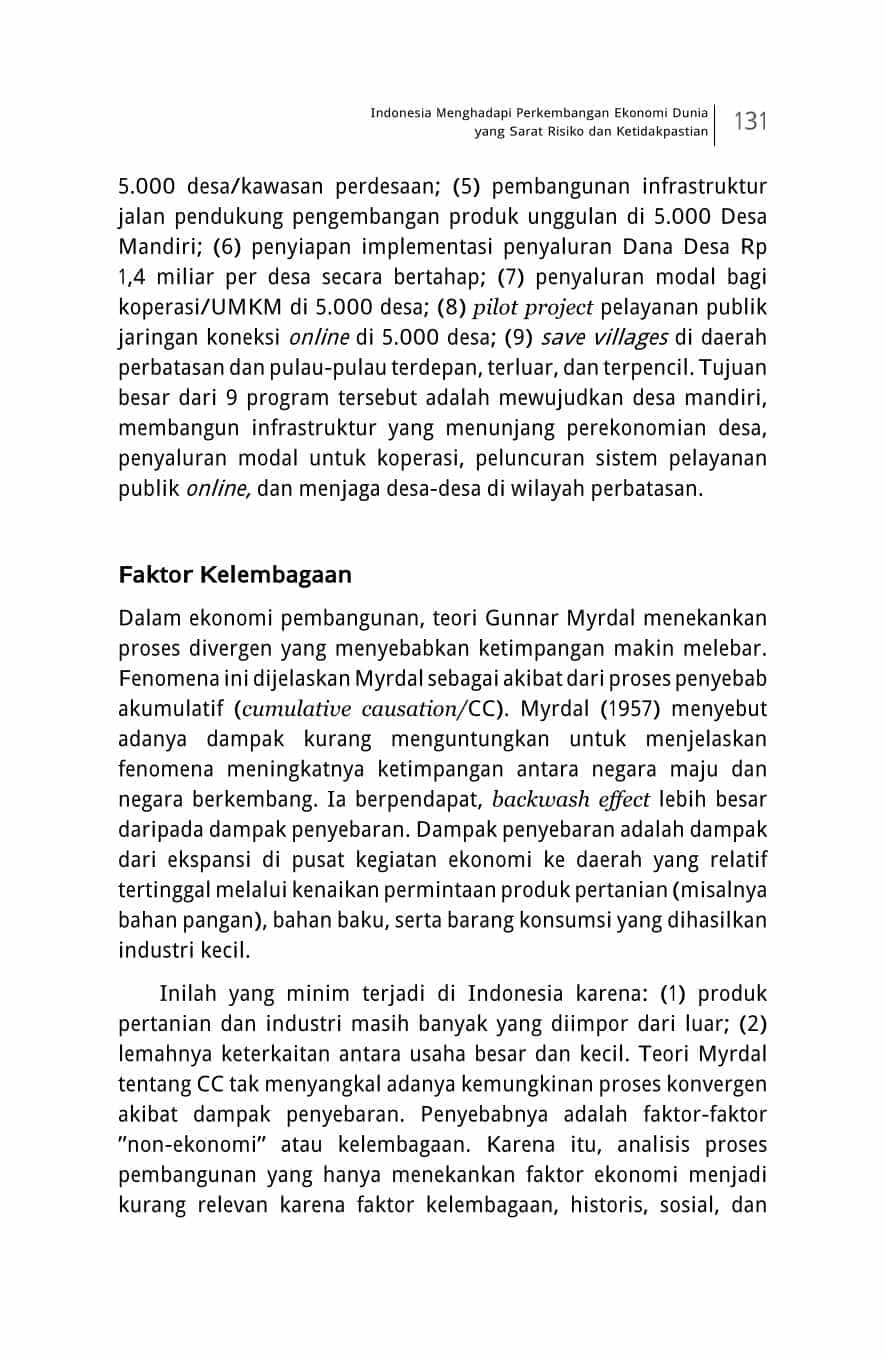 Indonesia Menghadapi Perkembangan Ekonomi Dunia
yang Sarat Risiko dan Ketidakpastian
131
5.000 desa/kawasan perdesaan; (5) pembangunan infrastruktur
jalan pendukung pengembangan produk unggulan di 5.000 Desa
Mandiri; (6) penyiapan implementasi penyaluran Dana Desa Rp
1,4 miliar per desa secara bertahap; (7) penyaluran modal bagi
koperasi/UMKM di 5.000 desa; (8) pilot project pelayanan publik
jaringan koneksi online di 5.000 desa; (9) save villages di daerah
perbatasan dan pulau-pulau terdepan, terluar, dan terpencil. Tujuan
besar dari 9 program tersebut adalah mewujudkan desa mandiri,
membangun infrastruktur yang menunjang perekonomian desa,
penyaluran modal untuk koperasi, peluncuran sistem pelayanan
publik online, dan menjaga desa-desa di wilayah perbatasan.
Faktor Kelembagaan
Dalam ekonomi pembangunan, teori Gunnar Myrdal menekankan
proses divergen yang menyebabkan ketimpangan makin melebar.
Fenomena ini dijelaskan Myrdal sebagai akibat dari proses penyebab
akumulatif (cumulative causation/CC). Myrdal (1957) menyebut
adanya dampak kurang menguntungkan untuk menjelaskan
fenomena meningkatnya ketimpangan antara negara maju dan
negara berkembang. Ia berpendapat, backwash effect lebih besar
daripada dampak penyebaran. Dampak penyebaran adalah dampak
dari ekspansi di pusat kegiatan ekonomi ke daerah yang relatif
tertinggal melalui kenaikan permintaan produk pertanian (misalnya
bahan pangan), bahan baku, serta barang konsumsi yang dihasilkan
industri kecil.
Inilah yang minim terjadi di Indonesia karena: (1) produk
pertanian dan industri masih banyak yang diimpor dari luar; (2)
lemahnya keterkaitan antara usaha besar dan kecil. Teori Myrdal
tentang CC tak menyangkal adanya kemungkinan proses konvergen
akibat dampak penyebaran. Penyebabnya adalah faktor-faktor
”non-ekonomi” atau kelembagaan. Karena itu, analisis proses
pembangunan yang hanya menekankan faktor ekonomi menjadi
kurang relevan karena faktor kelembagaan, historis, sosial, dan